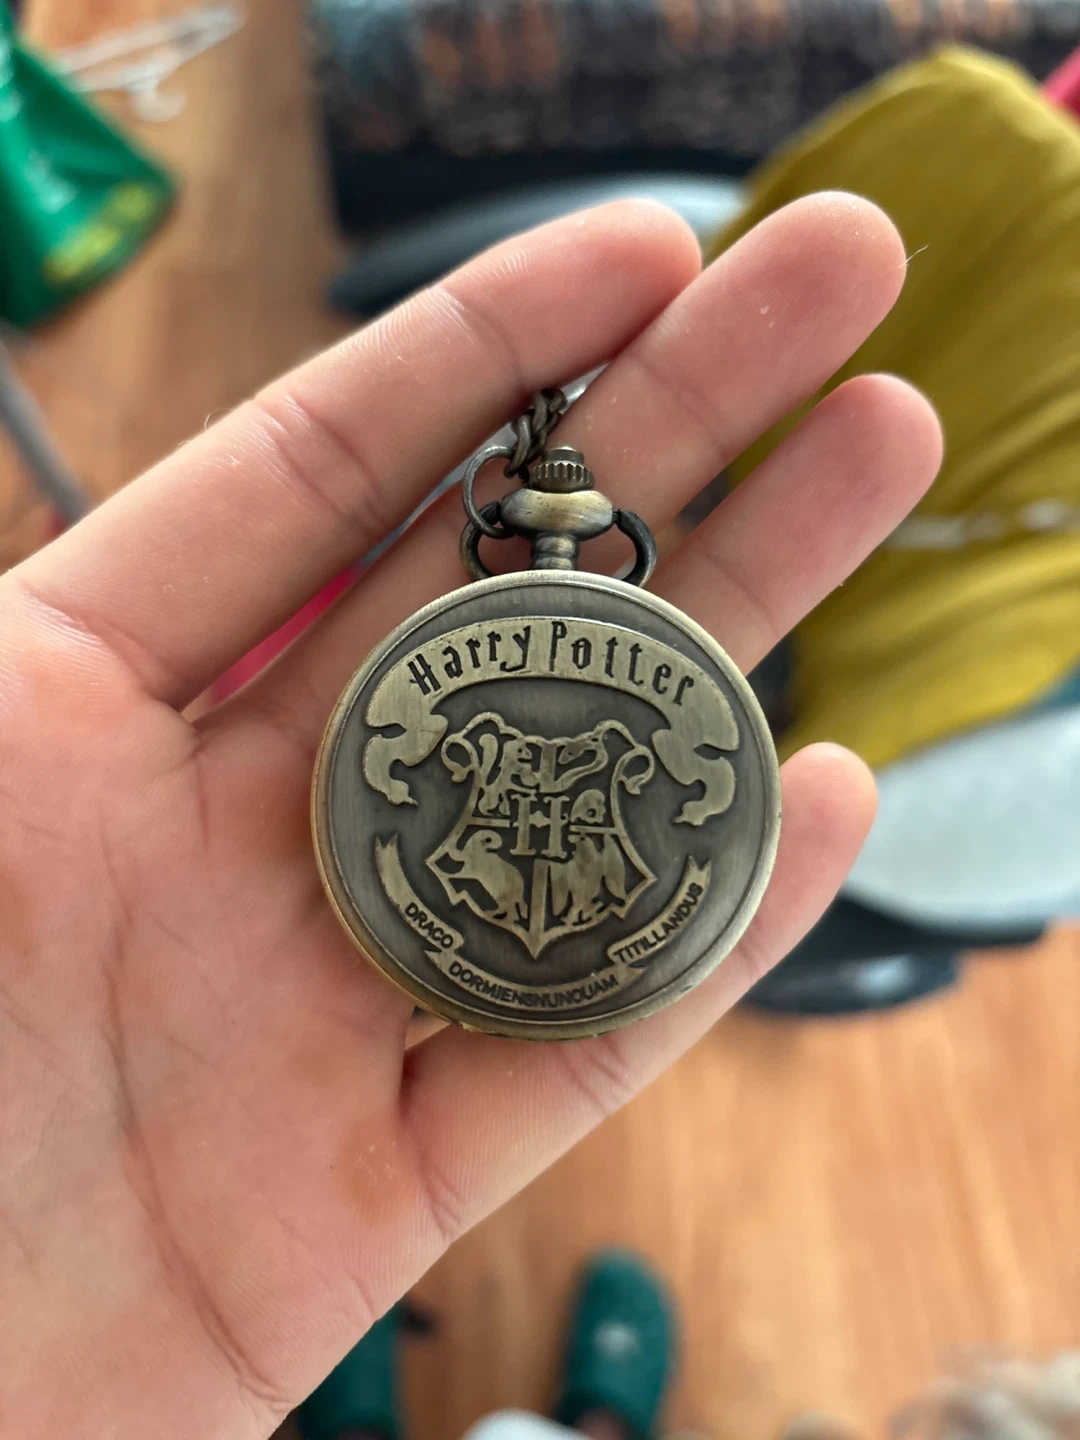 Harry Potter
H
DRACO
DORMIENSNUNQUAM
TITILLANDUS